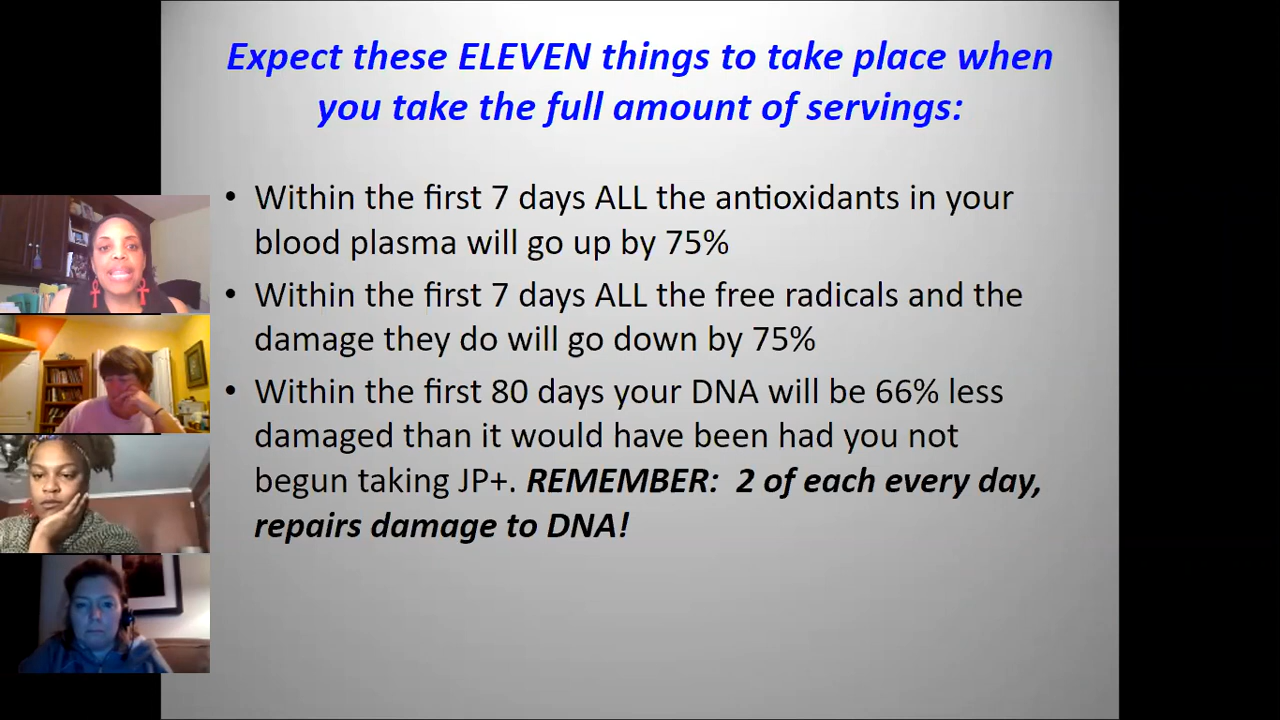 Expect these ELEVEN things to take place when
you take the full amount of servings:
• Within the first 7 days ALL the antioxidants in your
blood plasma will go up by 75%
• Within the first 7 days ALL the free radicals and the
damage they do will go down by 75%
• Within the first 80 days your DNA will be 66% less
damaged than it would have been had you not
begun taking JP+. REMEMBER:  2 of each every day,
repairs damage to DNA!